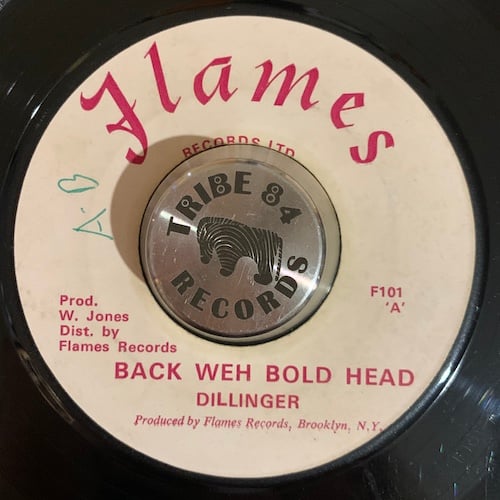 Flames
RECORDS LTD
TRIBE 84
RECORDS
A-B
Prod.
W. Jones
Dist. by
Flames Records
F101
'A'
BACK WEH BOLD HEAD
DILLINGER
Produced by Flames Records, Brooklyn, N.Y.